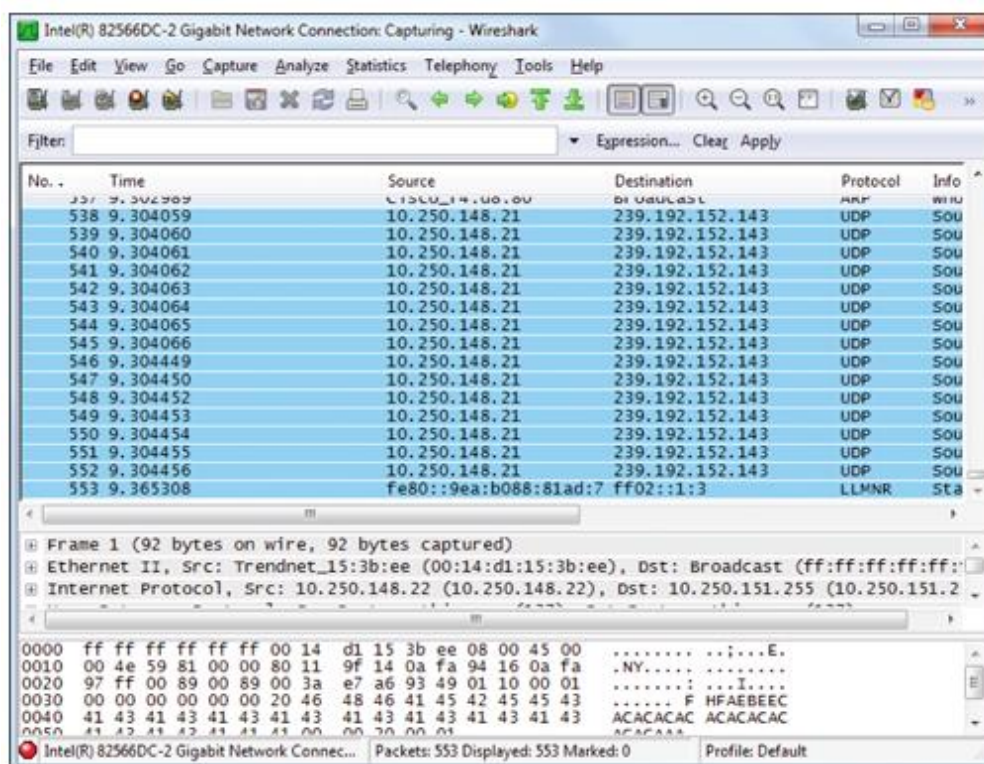 Intel(R) 82566DC-2 Gigabit Network Connection: Capturing - Wireshark
File Edit View Go Capture Analyze Statistics Telephony Tools Help
Filter: Expression... Clear Apply
No. . Time Source Destination Protocol Info
537 9.302989 Broadcast ARP
538 9.304059 10.250.148.21 239.192.152.143 UDP Sou
539 9.304060 10.250.148.21 239.192.152.143 UDP Sou
540 9.304061 10.250.148.21 239.192.152.143 UDP Sou
541 9.304062 10.250.148.21 239.192.152.143 UDP Sou
542 9.304063 10.250.148.21 239.192.152.143 UDP Sou
543 9.304064 10.250.148.21 239.192.152.143 UDP Sou
544 9.304065 10.250.148.21 239.192.152.143 UDP Sou
545 9.304066 10.250.148.21 239.192.152.143 UDP Sou
546 9.304449 10.250.148.21 239.192.152.143 UDP Sou
547 9.304450 10.250.148.21 239.192.152.143 UDP Sou
548 9.304452 10.250.148.21 239.192.152.143 UDP Sou
549 9.304453 10.250.148.21 239.192.152.143 UDP Sou
550 9.304454 10.250.148.21 239.192.152.143 UDP Sou
551 9.304455 10.250.148.21 239.192.152.143 UDP Sou
552 9.304456 10.250.148.21 239.192.152.143 UDP Sou
553 9.365308 fe80::9ea:b088:81ad:7 ff02::1:3 LLMNR Sta
Frame 1 (92 bytes on wire, 92 bytes captured)
Ethernet II, Src: Trendnet_15:3b:ee (00:14:d1:15:3b:ee), Dst: Broadcast (ff:ff:ff:ff:ff:
Internet Protocol, Src: 10.250.148.22 (10.250.148.22), Dst: 10.250.151.255 (10.250.151.2
0000 ff ff ff ff ff ff 00 14 d1 15 3b ee 08 00 45 00 ........ ..;...E.
0010 00 4e 59 81 00 00 80 11 9f 14 0a fa 94 16 0a fa .NY..... ........
0020 97 ff 00 89 00 89 00 3a e7 a6 93 49 01 10 00 01 .......: ...I....
0030 00 00 00 00 00 00 20 46 48 46 41 45 42 45 45 43 ...... F HFAEBEEC
0040 41 43 41 43 41 43 41 43 41 43 41 43 41 43 41 43 ACACACAC ACACACAC
0050 41 43 41 43 41 41 41 00 00 20 00 01 ACACAAA.
Intel(R) 82566DC-2 Gigabit Network Connec... Packets: 553 Displayed: 553 Marked: 0 Profile: Default